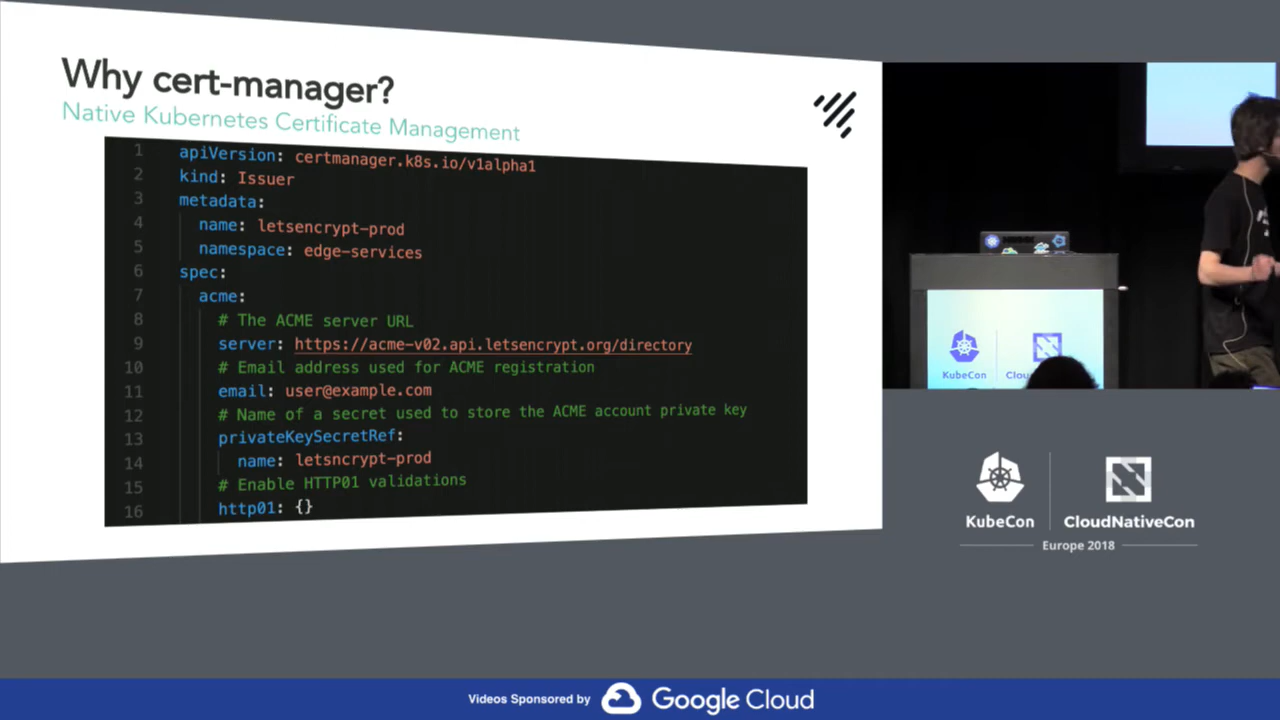 Why cert-manager?
Native Kubernetes Certificate Management
1 apiVersion: certmanager.k8s.io/v1alpha1
2 kind: Issuer
3 metadata:
4 name: letsencrypt-prod
5 namespace: edge-services
6 spec:
7 acme:
8 # The ACME server URL
9 server: https://acme-v02.api.letsencrypt.org/directory
10 # Email address used for ACME registration
11 email: user@example.com
12 # Name of a secret used to store the ACME account private key
13 privateKeySecretRef:
14 name: letsncrypt-prod
15 # Enable HTTP01 validations
16 http01: {}
KubeCon
Clou
KubeCon
CloudNativeCon
Europe 2018
Videos Sponsored by Google Cloud